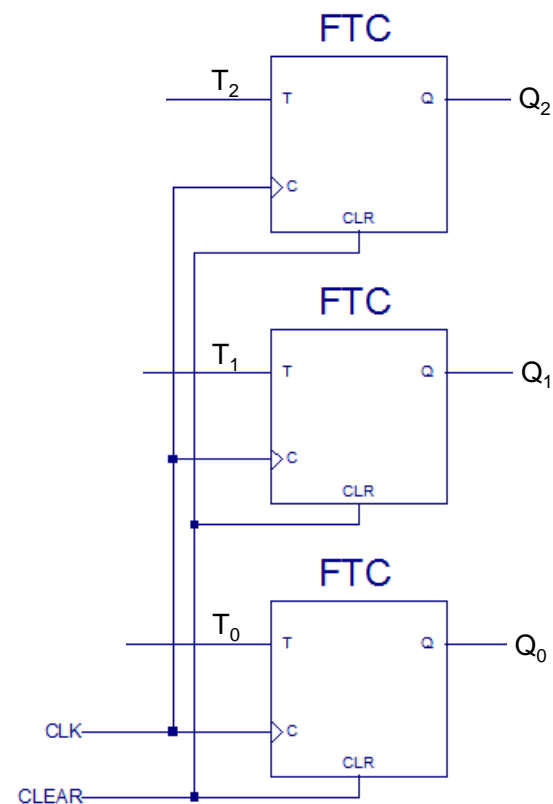 FTC
T₂ T Q Q₂
C
CLR
FTC
T₁ T Q Q₁
C
CLR
FTC
T₀ T Q Q₀
CLK C
CLR
CLEAR